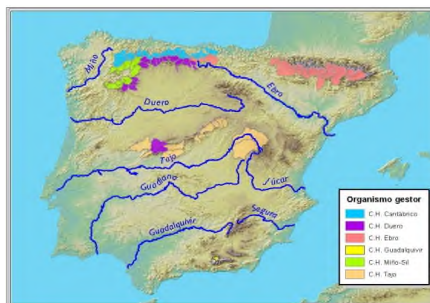 Miño
Ebro
Duero
Tajo
Guadiana
Júcar
Segura
Guadalquivir
Organismo gestor
C.H. Cantábrico
C.H. Duero
C.H. Ebro
C.H. Guadalquivir
C.H. Miño-Sil
C.H. Tajo